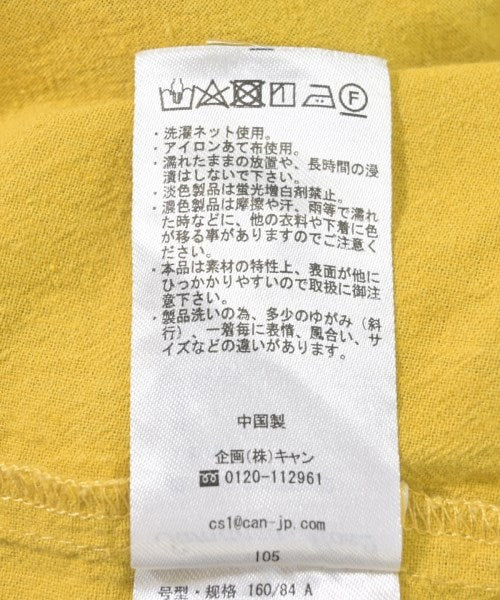 ・洗濯ネット使用。
・アイロンあて布使用。
・濡れたままの放置や、長時間の浸
漬はしないで下さい。
・淡色製品は蛍光増白剤禁止。
・濃色製品は摩擦や汗、雨等で濡れ
た時などに、他の衣料や下着に色
が移る事がありますのでご注意く
ださい。
・本品は素材の特性上、表面が他に
ひっかかりやすいので取扱に御注
意下さい。
・製品洗いの為、多少のゆがみ（斜
行）、一着毎に表情、風合い、サ
イズなどの違いがあります。
中国製
企画(株)キャン
0120-112961
cs1@can-jp.com
105
号型・规格 160/84 A